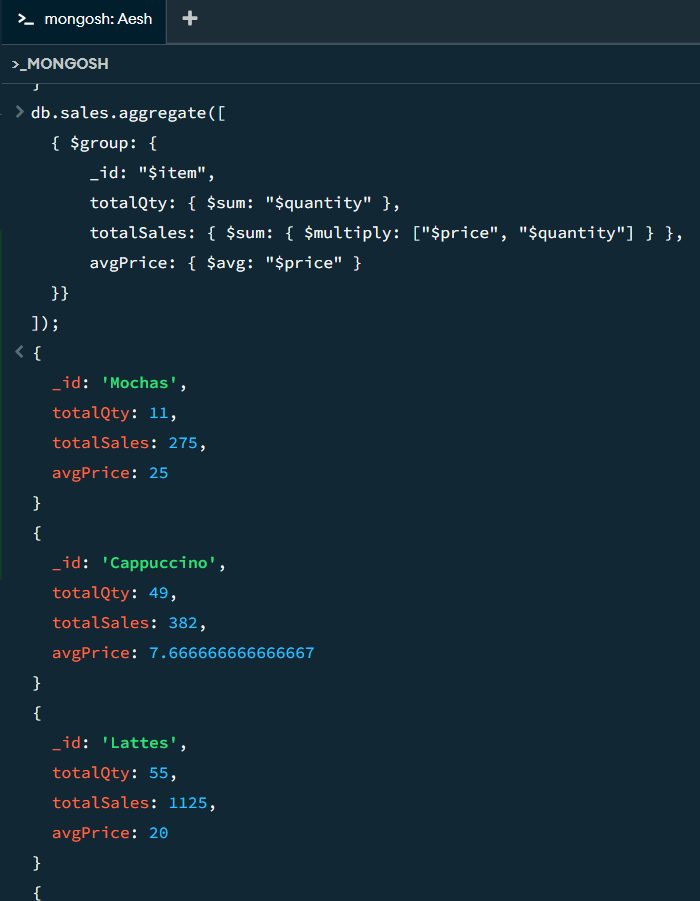 >_ mongosh: Aesh +
>_MONGOSH
}
> db.sales.aggregate([
{ $group: {
_id: "$item",
totalQty: { $sum: "$quantity" },
totalSales: { $sum: { $multiply: ["$price", "$quantity"] } },
avgPrice: { $avg: "$price" }
}}
]);
< {
_id: 'Mochas',
totalQty: 11,
totalSales: 275,
avgPrice: 25
}
{
_id: 'Cappuccino',
totalQty: 49,
totalSales: 382,
avgPrice: 7.666666666666667
}
{
_id: 'Lattes',
totalQty: 55,
totalSales: 1125,
avgPrice: 20
}
{